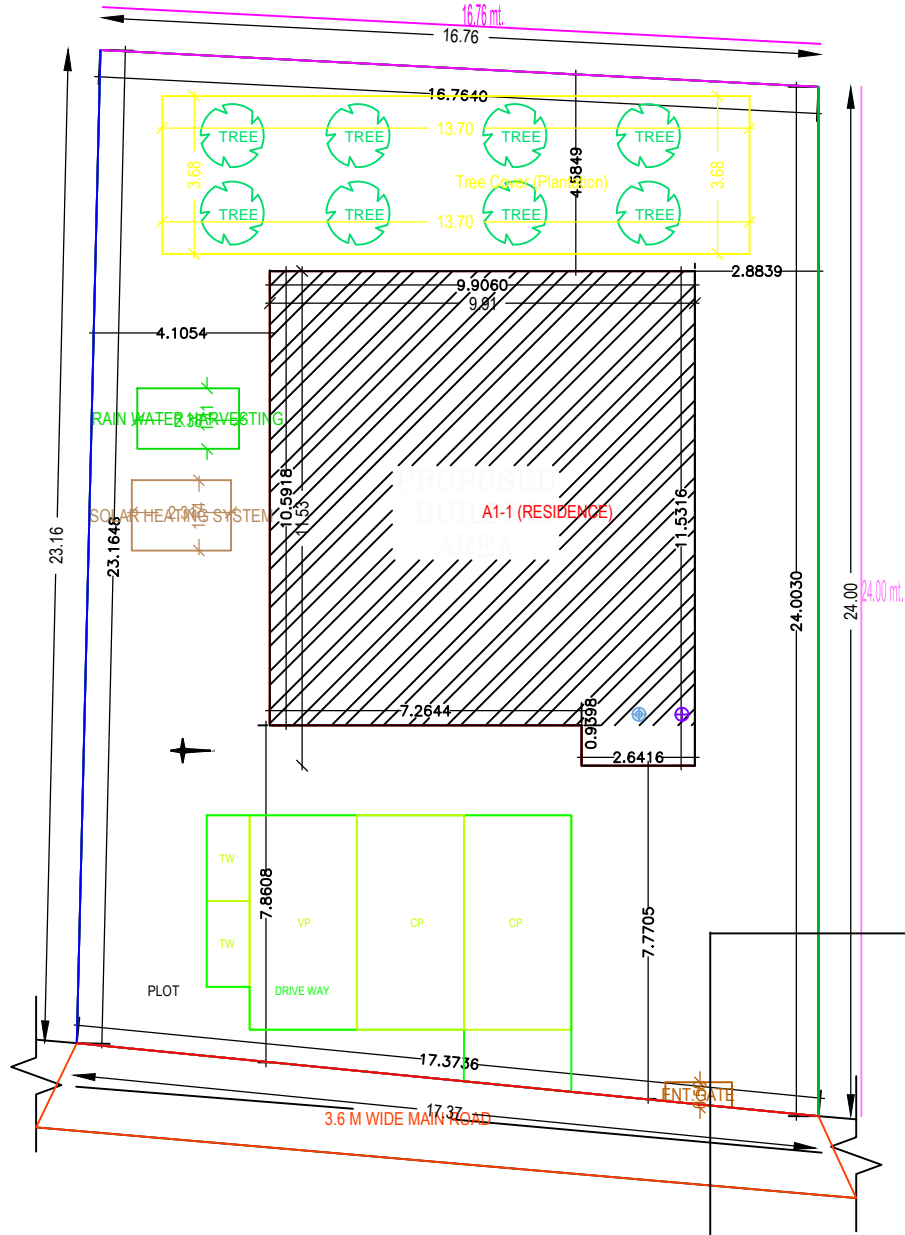 16.76 mt.
16.76
16.7640
TREE
TREE
TREE
TREE
13.70
3.68
3.68
4.5849
Tree Cover (Plantation)
TREE
TREE
TREE
TREE
13.70
2.8839
9.9060
9.91
4.1054
RAIN WATER HARVESTING
SOLAR HEATING SYSTEM
PROPOSED
BUIL
AREA
A1-1 (RESIDENCE)
10.5918
11.53
11.5316
23.16
23.1648
24.0030
24.00
24.00 mt.
7.2644
0.9398
2.6416
7.8608
7.7705
TW
TW
VP
CP
CP
PLOT
DRIVE WAY
17.3736
ENT.GATE
17.37
3.6 M WIDE MAIN ROAD